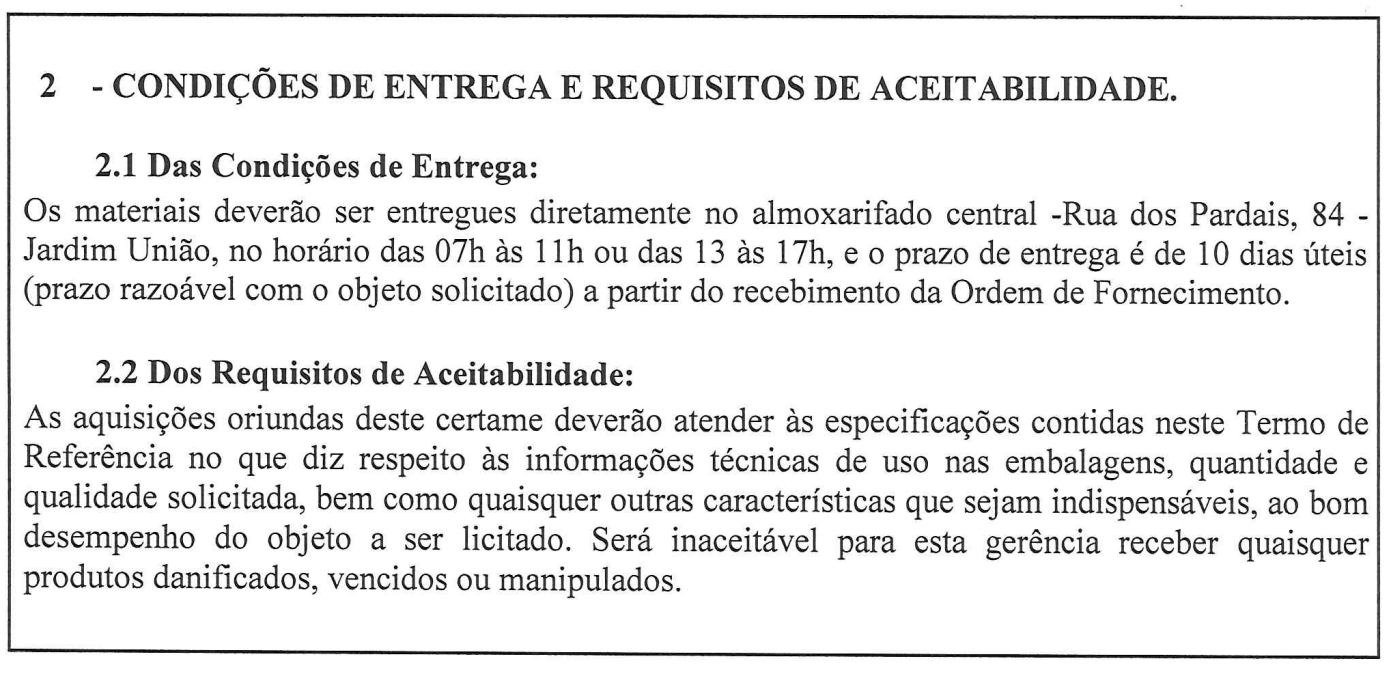 2 - CONDIÇÕES DE ENTREGA E REQUISITOS DE ACEITABILIDADE.
2.1 Das Condições de Entrega:
Os materiais deverão ser entregues diretamente no almoxarifado central -Rua dos Pardais, 84 -
Jardim União, no horário das 07h às 11h ou das 13 às 17h, e o prazo de entrega é de 10 dias úteis
(prazo razoável com o objeto solicitado) a partir do recebimento da Ordem de Fornecimento.
2.2 Dos Requisitos de Aceitabilidade:
As aquisições oriundas deste certame deverão atender às especificações contidas neste Termo de
Referência no que diz respeito às informações técnicas de uso nas embalagens, quantidade e
qualidade solicitada, bem como quaisquer outras características que sejam indispensáveis, ao bom
desempenho do objeto a ser licitado. Será inaceitável para esta gerência receber quaisquer
produtos danificados, vencidos ou manipulados.